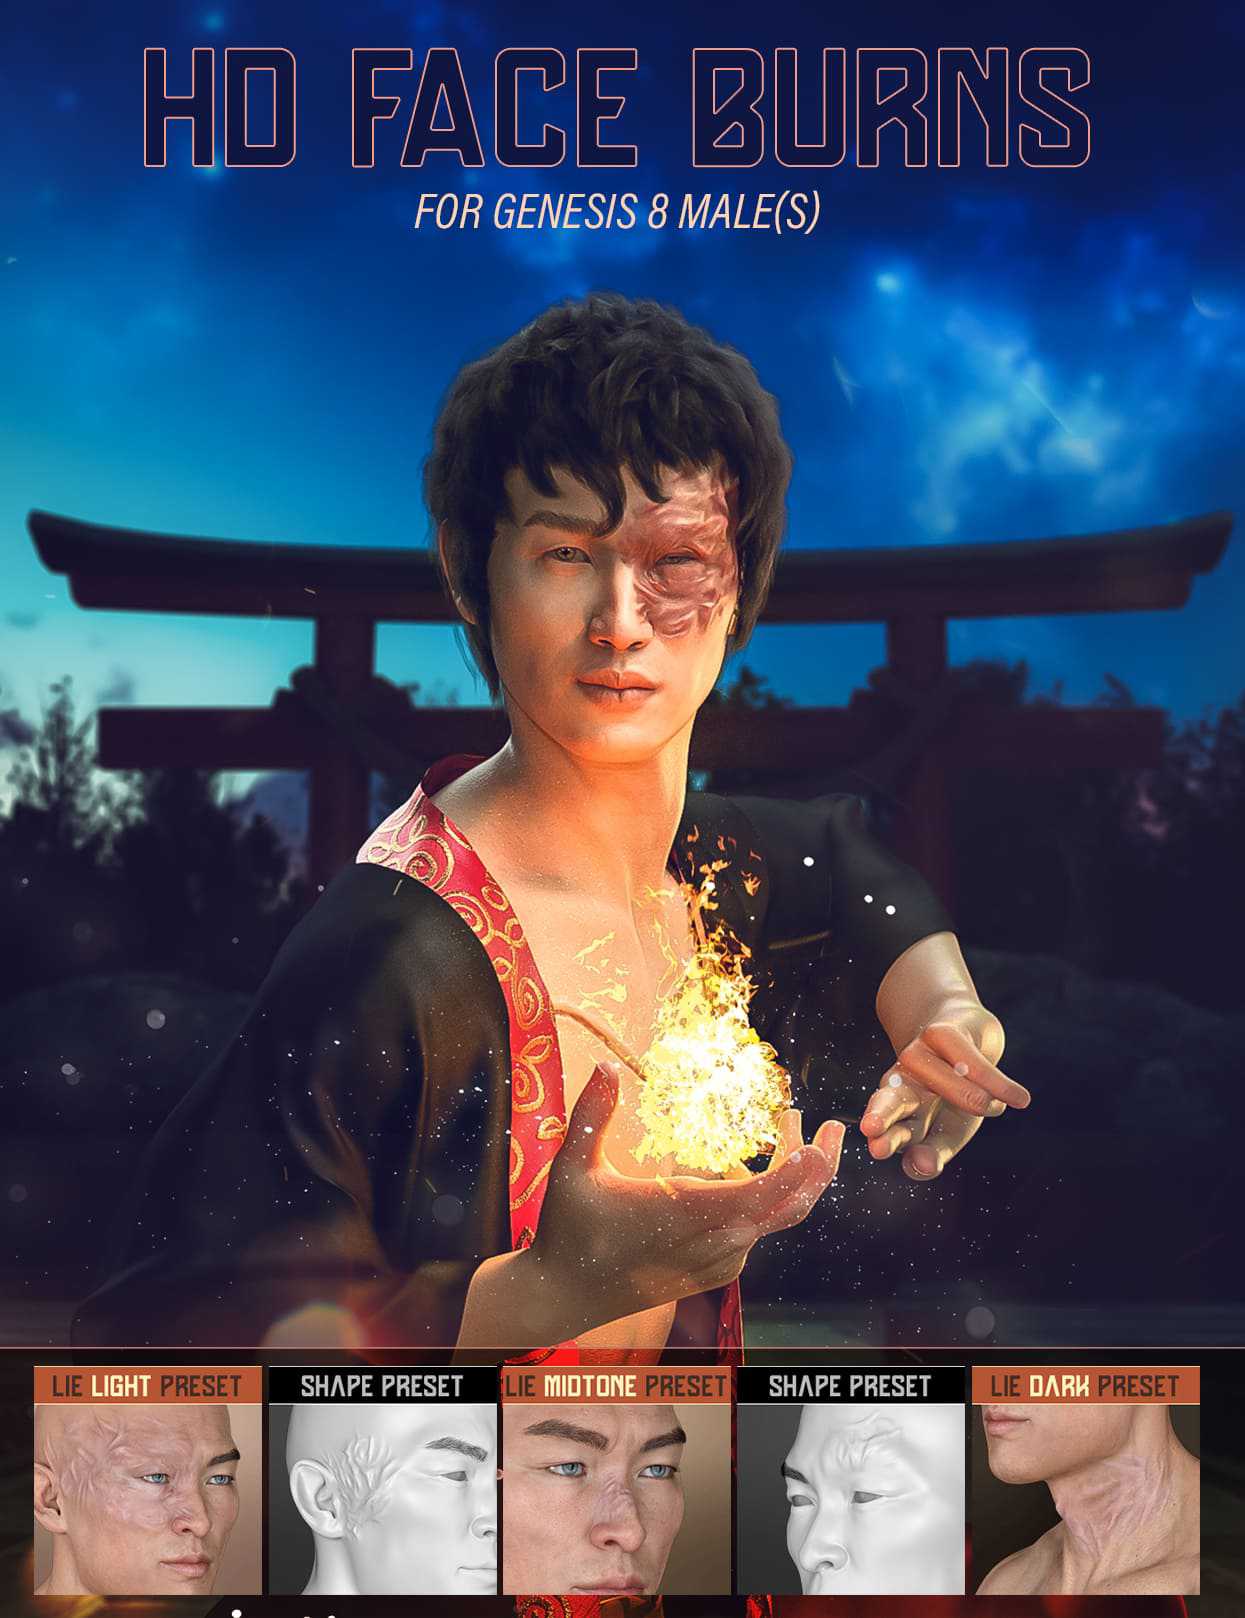 HD FACE BURNS
FOR GENESIS 8 MALE(S)
LIE LIGHT PRESET
SHAPE PRESET
LIE MIDTONE PRESET
SHAPE PRESET
LIE DARK PRESET